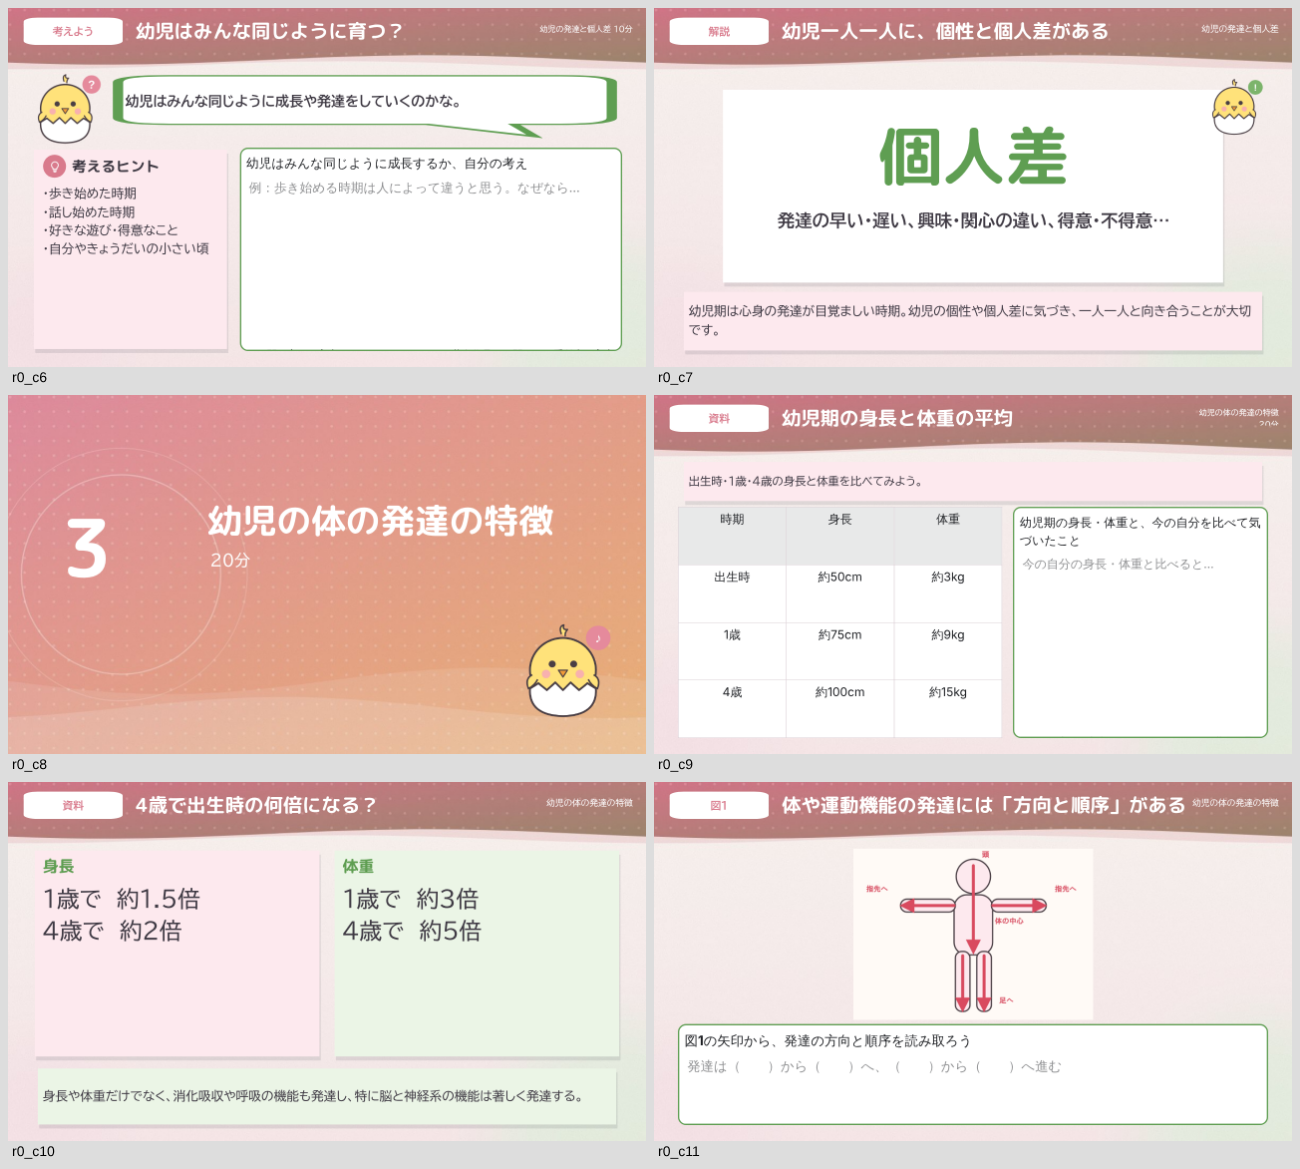 考えよう
幼児はみんな同じように育つ？
幼児の発達と個人差 10分
?
幼児はみんな同じように成長や発達をしていくのかな。
考えるヒント
・歩き始めた時期
・話し始めた時期
・好きな遊び・得意なこと
・自分やきょうだいの小さい頃
幼児はみんな同じように成長するか、自分の考え
例：歩き始める時期は人によって違うと思う。なぜなら…
r0_c6
解説
幼児一人一人に、個性と個人差がある
幼児の発達と個人差
!
個人差
発達の早い・遅い、興味・関心の違い、得意・不得意…
幼児期は心身の発達が目覚ましい時期。幼児の個性や個人差に気づき、一人一人と向き合うことが大切
です。
r0_c7
3
幼児の体の発達の特徴
20分
♪
r0_c8
資料
幼児期の身長と体重の平均
幼児の体の発達の特徴
20分
出生時・1歳・4歳の身長と体重を比べてみよう。
時期 身長 体重
出生時 約50cm 約3kg
1歳 約75cm 約9kg
4歳 約100cm 約15kg
幼児期の身長・体重と、今の自分を比べて気
づいたこと
今の自分の身長・体重と比べると…
r0_c9
資料
4歳で出生時の何倍になる？
幼児の体の発達の特徴
身長
1歳で 約1.5倍
4歳で 約2倍
体重
1歳で 約3倍
4歳で 約5倍
身長や体重だけでなく、消化吸収や呼吸の機能も発達し、特に脳と神経系の機能は著しく発達する。
r0_c10
図1
体や運動機能の発達には「方向と順序」がある
幼児の体の発達の特徴
頭
指先へ
指先へ
体の中心
足へ
図1の矢印から、発達の方向と順序を読み取ろう
発達は（　　）から（　　）へ、（　　）から（　　）へ進む
r0_c11